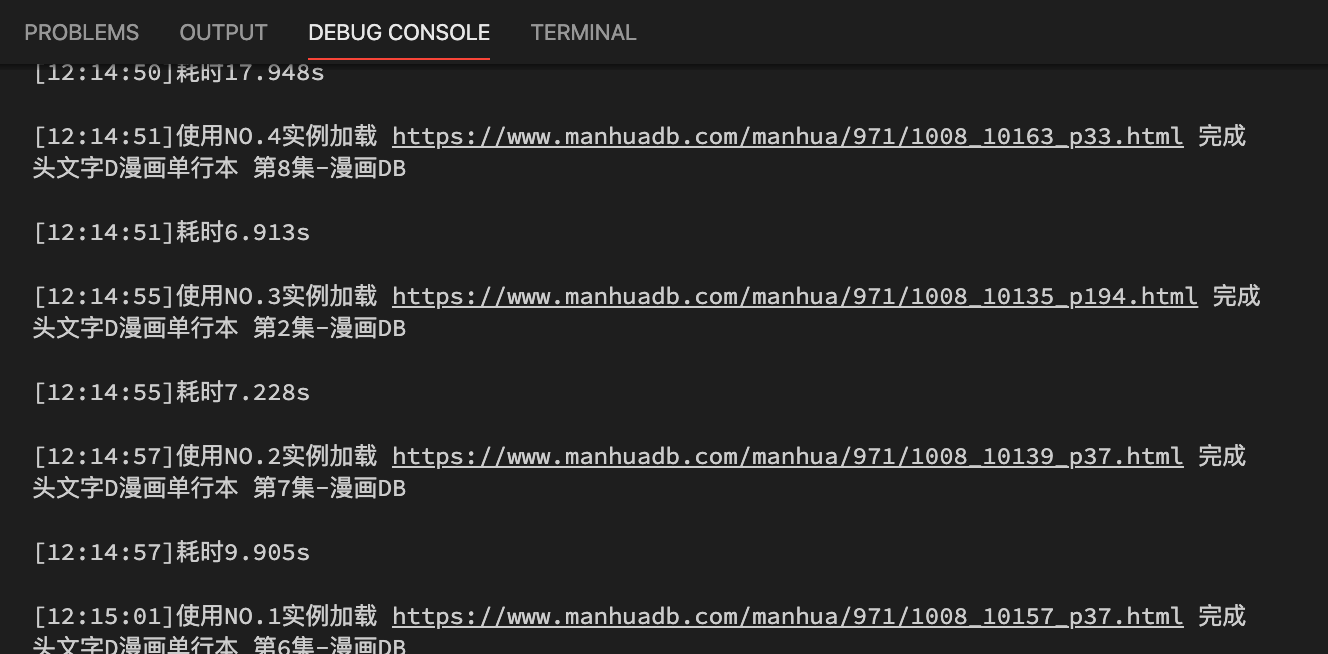 PROBLEMS OUTPUT DEBUG CONSOLE TERMINAL
[12:14:50]耗时17.948s
[12:14:51]使用NO.4实例加载 https://www.manhuadb.com/manhua/971/1008_10163_p33.html 完成
头文字D漫画单行本 第8集-漫画DB
[12:14:51]耗时6.913s
[12:14:55]使用NO.3实例加载 https://www.manhuadb.com/manhua/971/1008_10135_p194.html 完成
头文字D漫画单行本 第2集-漫画DB
[12:14:55]耗时7.228s
[12:14:57]使用NO.2实例加载 https://www.manhuadb.com/manhua/971/1008_10139_p37.html 完成
头文字D漫画单行本 第7集-漫画DB
[12:14:57]耗时9.905s
[12:15:01]使用NO.1实例加载 https://www.manhuadb.com/manhua/971/1008_10157_p37.html 完成
头文字D漫画单行本 第6集-漫画DB